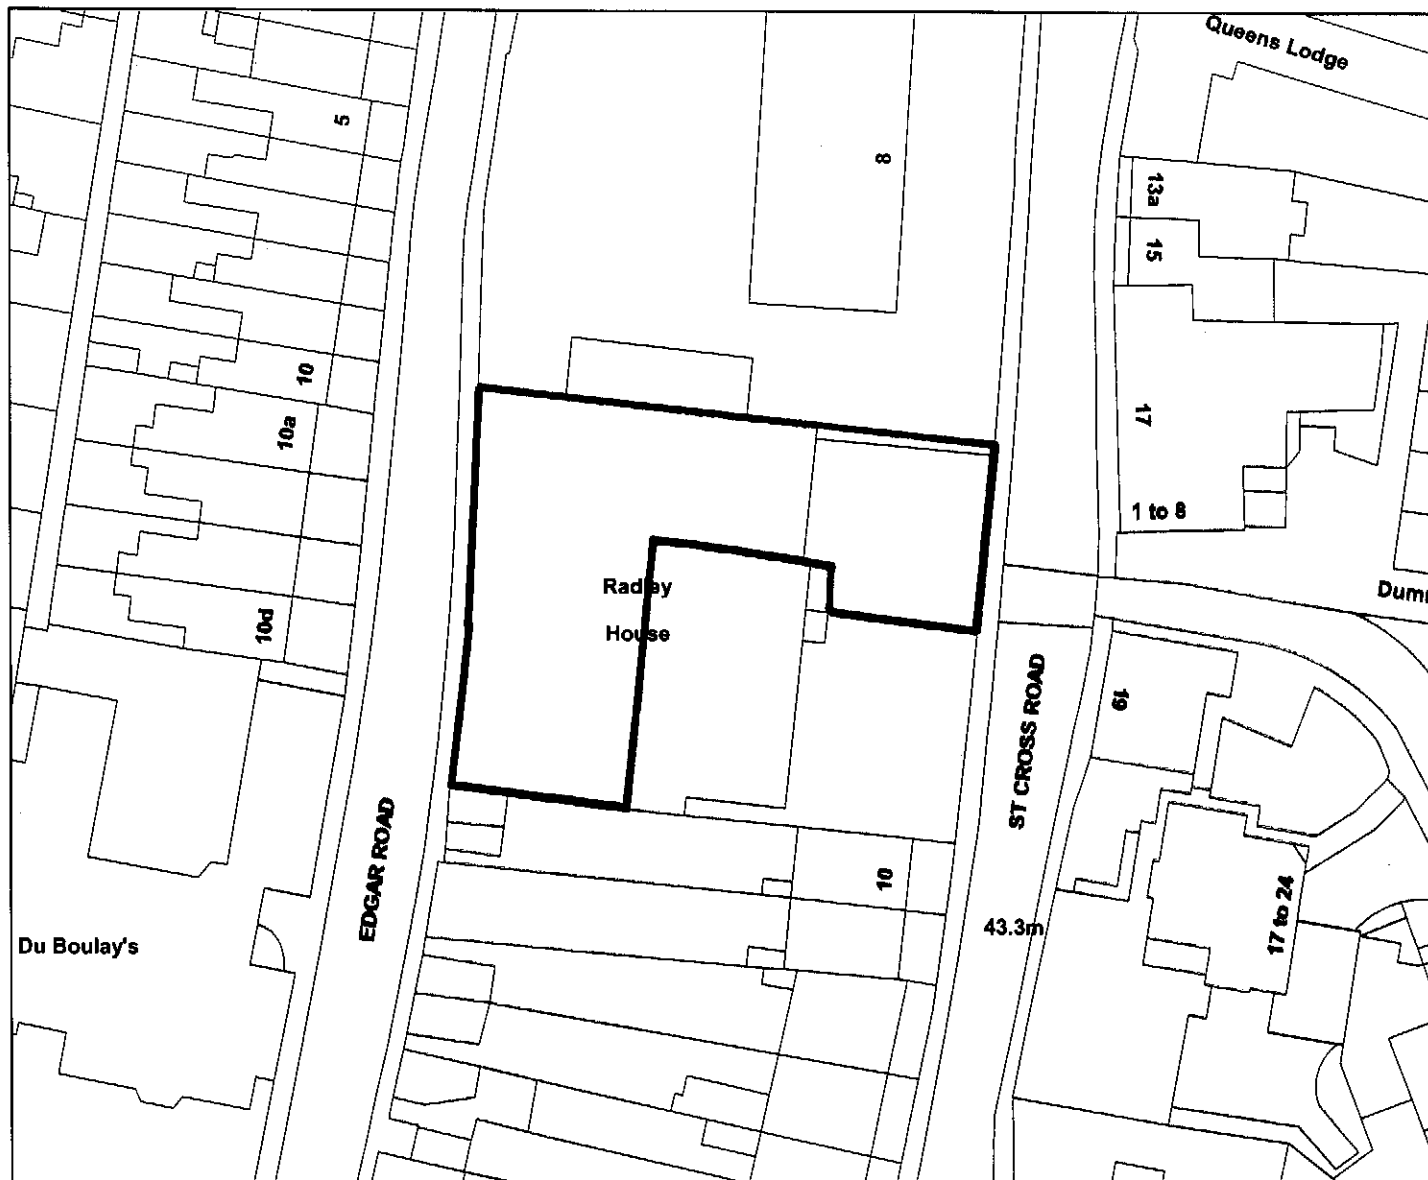 Queens Lodge
5
8
13a
15
10
17
10a
1 to 8
Radley
House
10d
19
ST CROSS ROAD
EDGAR ROAD
10
17 to 24
43.3m
Du Boulay's